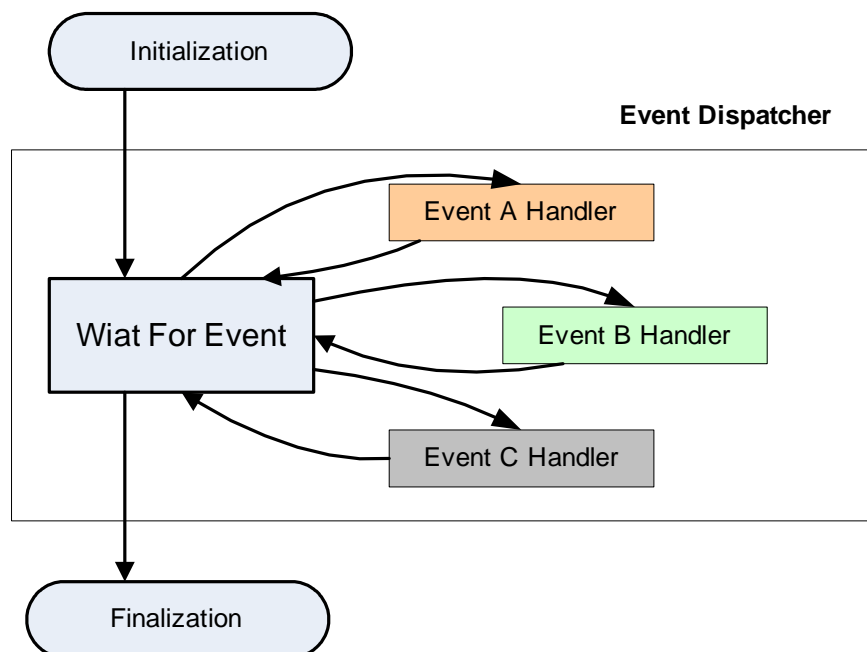 Initialization
Event Dispatcher
Event A Handler
Wiat For Event
Event B Handler
Event C Handler
Finalization